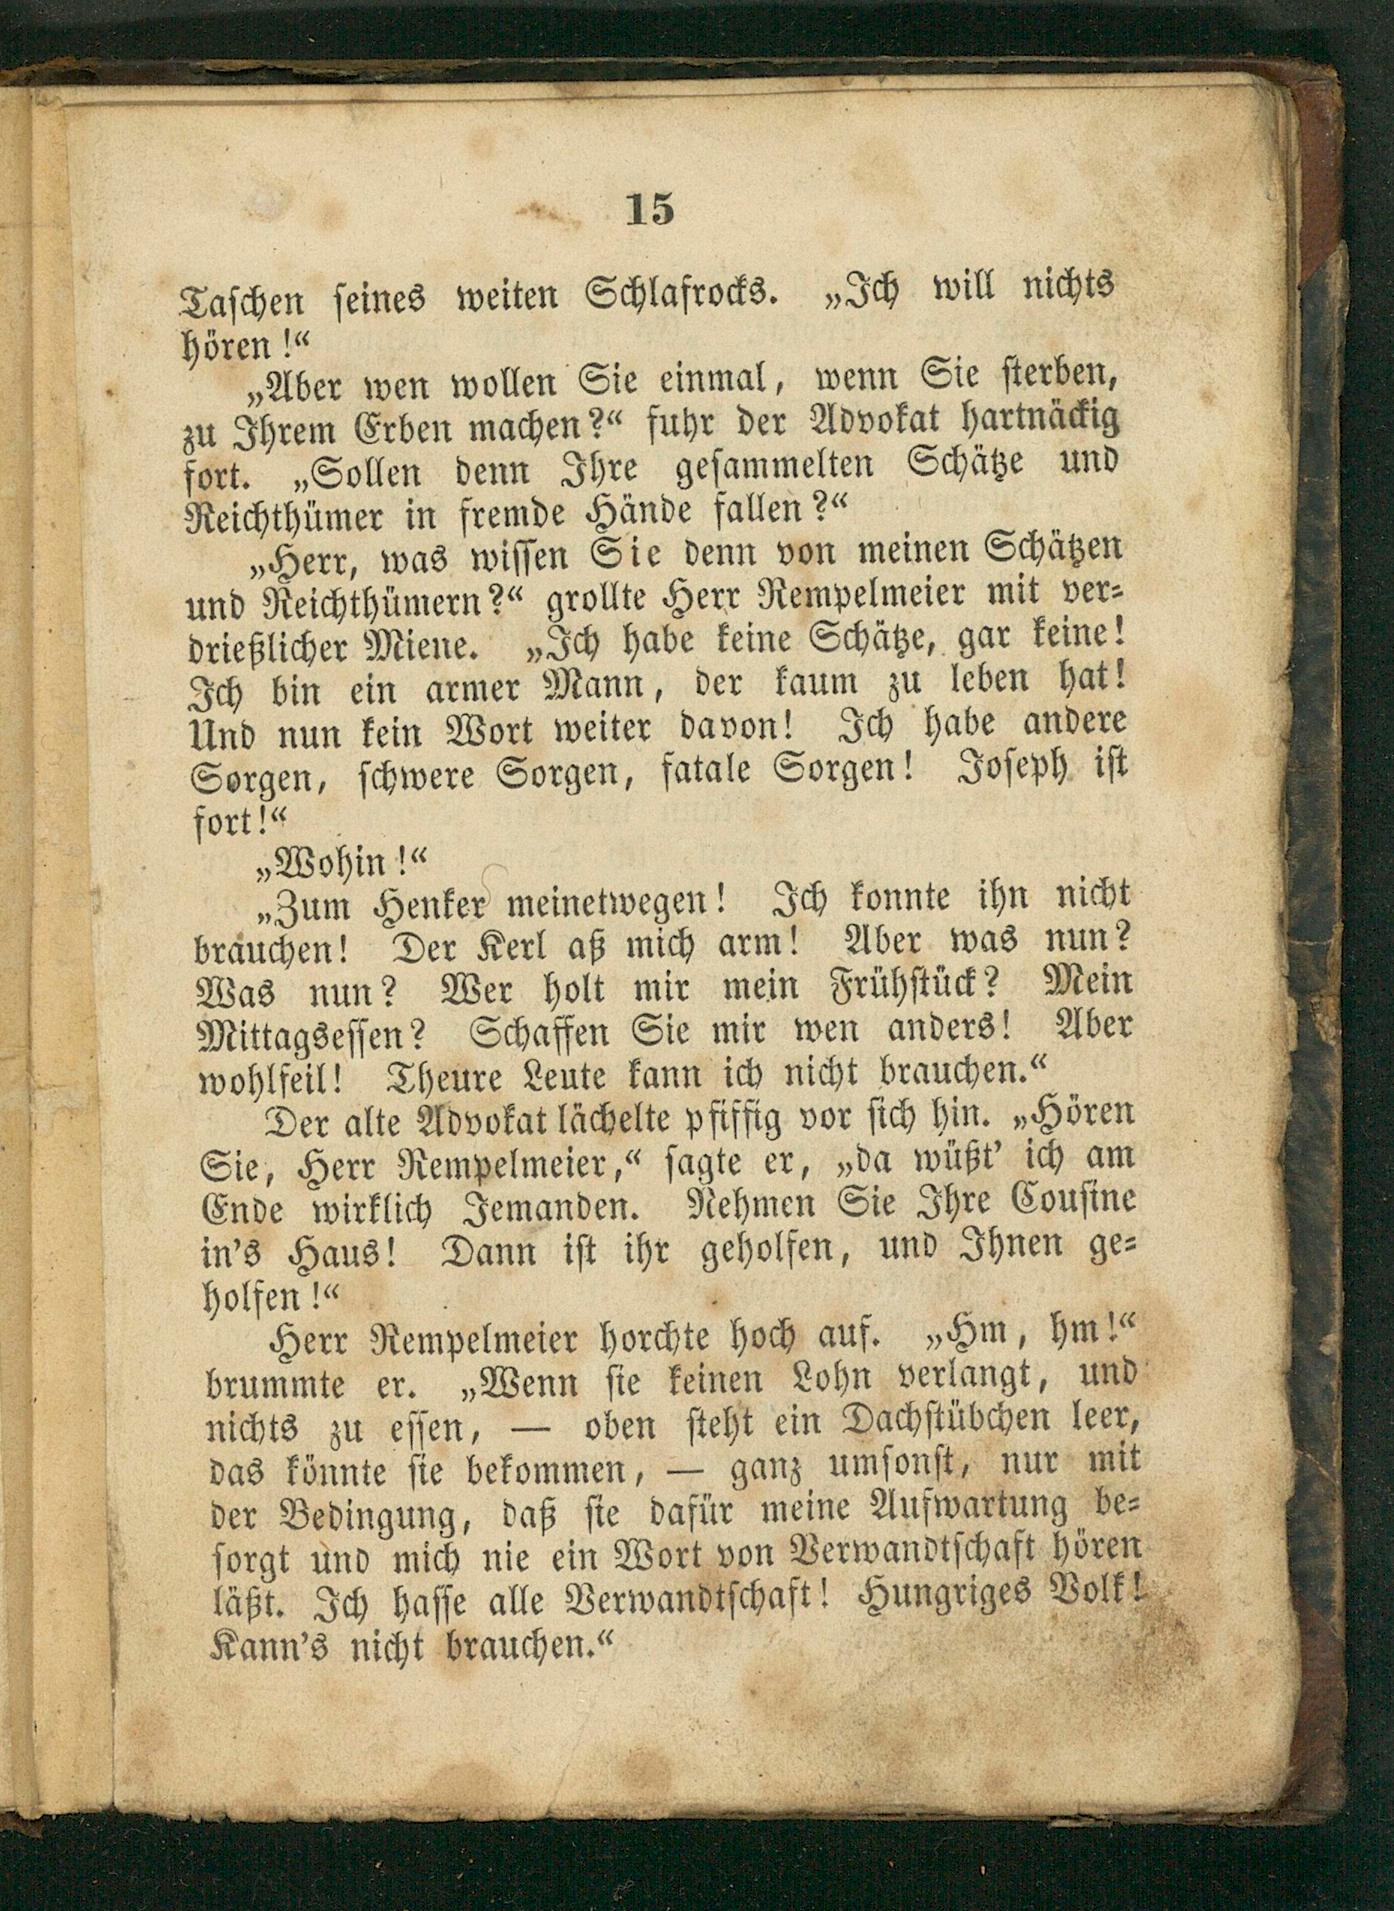 15
Taschen seines weiten Schlafrocks. „Ich will nichts
hören!“
„Aber wen wollen Sie einmal, wenn Sie sterben,
zu Ihrem Erben machen?“ fuhr der Advokat hartnäckig
fort. „Sollen denn Ihre gesammelten Schätze und
Reichthümer in fremde Hände fallen?“
„Herr, was wissen Sie denn von meinen Schätzen
und Reichthümern?“ grollte Herr Rempelmeier mit ver-
drießlicher Miene. „Ich habe keine Schätze, gar keine!
Ich bin ein armer Mann, der kaum zu leben hat!
Und nun kein Wort weiter davon! Ich habe andere
Sorgen, schwere Sorgen, fatale Sorgen! Joseph ist
fort!“
„Wohin!“
„Zum Henker meinetwegen! Ich konnte ihn nicht
brauchen! Der Kerl aß mich arm! Aber was nun?
Was nun? Wer holt mir mein Frühstück? Mein
Mittagsessen? Schaffen Sie mir wen anders! Aber
wohlfeil! Theure Leute kann ich nicht brauchen.“
Der alte Advokat lächelte pfiffig vor sich hin. „Hören
Sie, Herr Rempelmeier,“ sagte er, „da wüßt’ ich am
Ende wirklich Jemanden. Nehmen Sie Ihre Cousine
in’s Haus! Dann ist ihr geholfen, und Ihnen ge-
holfen!“
Herr Rempelmeier horchte hoch auf. „Hm, hm!“
brummte er. „Wenn sie keinen Lohn verlangt, und
nichts zu essen, — oben steht ein Dachstübchen leer,
das könnte sie bekommen, — ganz umsonst, nur mit
der Bedingung, daß sie dafür meine Aufwartung be-
sorgt und mich nie ein Wort von Verwandtschaft hören
läßt. Ich hasse alle Verwandtschaft! Hungriges Volk!
Kann’s nicht brauchen.“